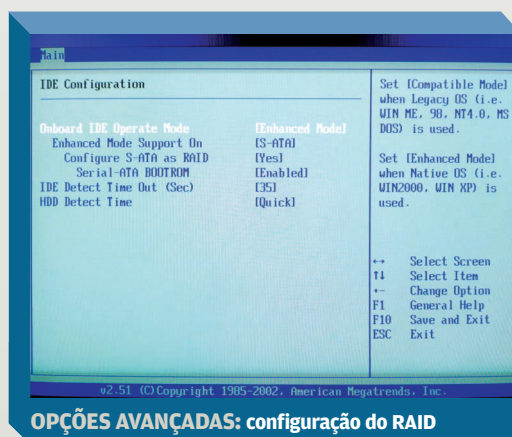 Main
IDE Configuration
Onboard IDE Operate Mode [Enhanced Mode]
Enhanced Mode Support On [S-ATA]
Configure S-ATA as RAID [Yes]
Serial-ATA BOOTROM [Enabled]
IDE Detect Time Out (Sec) [35]
HDD Detect Time [Quick]
Set [Compatible Mode]
when Legacy OS (i.e.
WIN ME, 98, NT4.0, MS
DOS) is used.
Set [Enhanced Mode]
when Native OS (i.e.
WIN2000, WIN XP) is
used.
↔ Select Screen
↑↓ Select Item
+- Change Option
F1 General Help
F10 Save and Exit
ESC Exit
v2.51 (C)Copyright 1985-2002, American Megatrends, Inc.
OPÇÕES AVANÇADAS: configuração do RAID